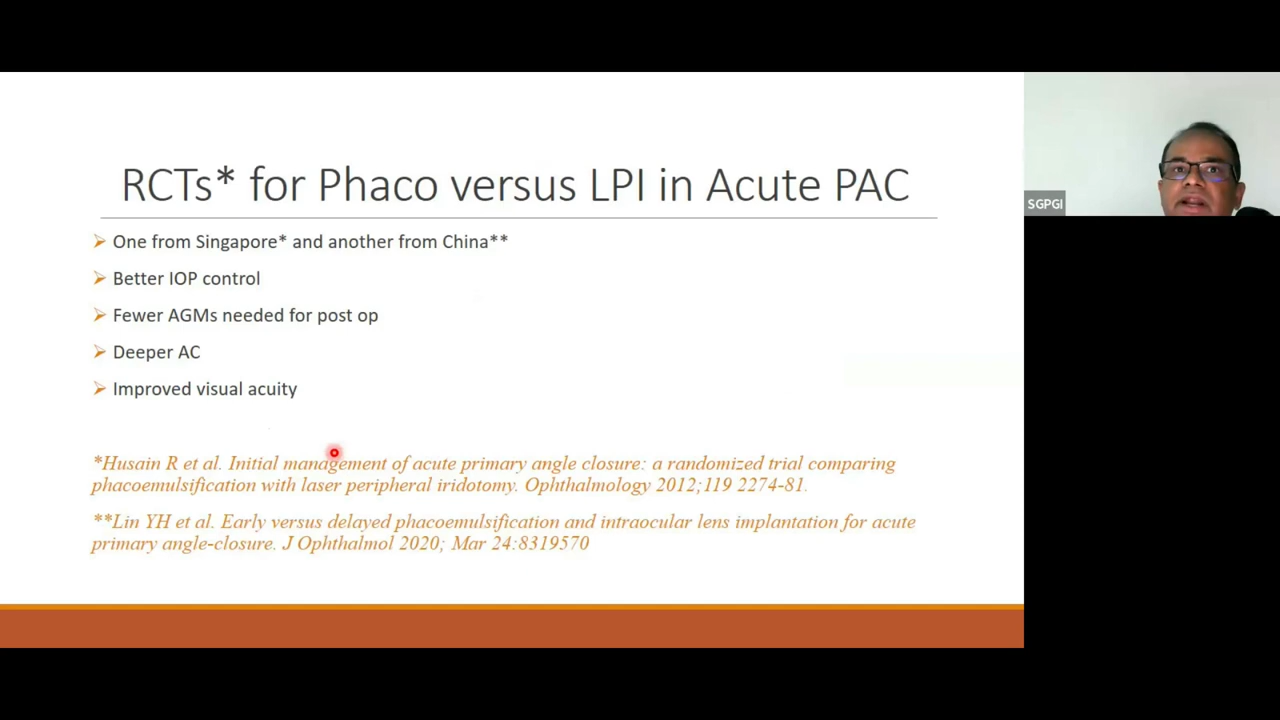 RCTs* for Phaco versus LPI in Acute PAC
SGPGI
One from Singapore* and another from China**
Better IOP control
Fewer AGMs needed for post op
Deeper AC
Improved visual acuity
*Husain R et al. Initial management of acute primary angle closure: a randomized trial comparing
phacoemulsification with laser peripheral iridotomy. Ophthalmology 2012;119 2274-81.
**Lin YH et al. Early versus delayed phacoemulsification and intraocular lens implantation for acute
primary angle-closure. J Ophthalmol 2020; Mar 24:8319570